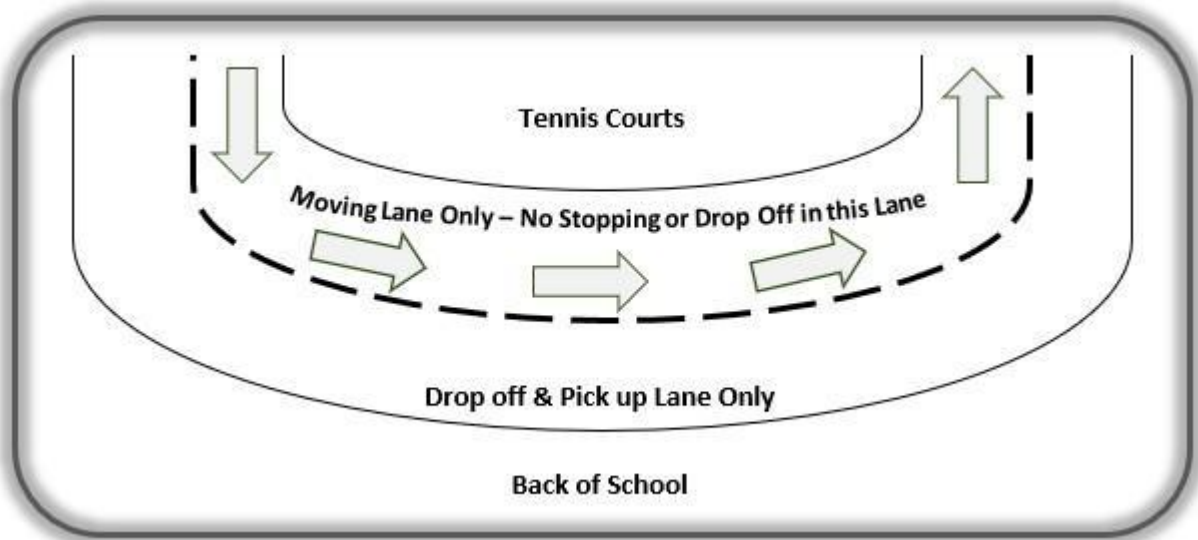 Tennis Courts
Moving Lane Only – No Stopping or Drop Off in this Lane
Drop off & Pick up Lane Only
Back of School